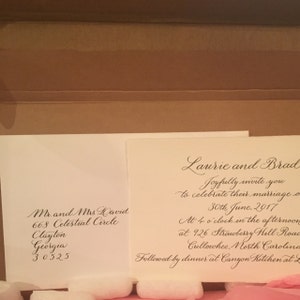 Mr. and Mrs David
668 Celestial Circle
Clayton
Georgia
30525
Laurie and Brad
Joyfully invite you
to celebrate their marriage o
30th June, 2017
At 4 o'clock in the afternoon
at 826 Strawberry Hill Road
Cullowhee North Carolina
Followed by dinner at Canyon Kitchen at L